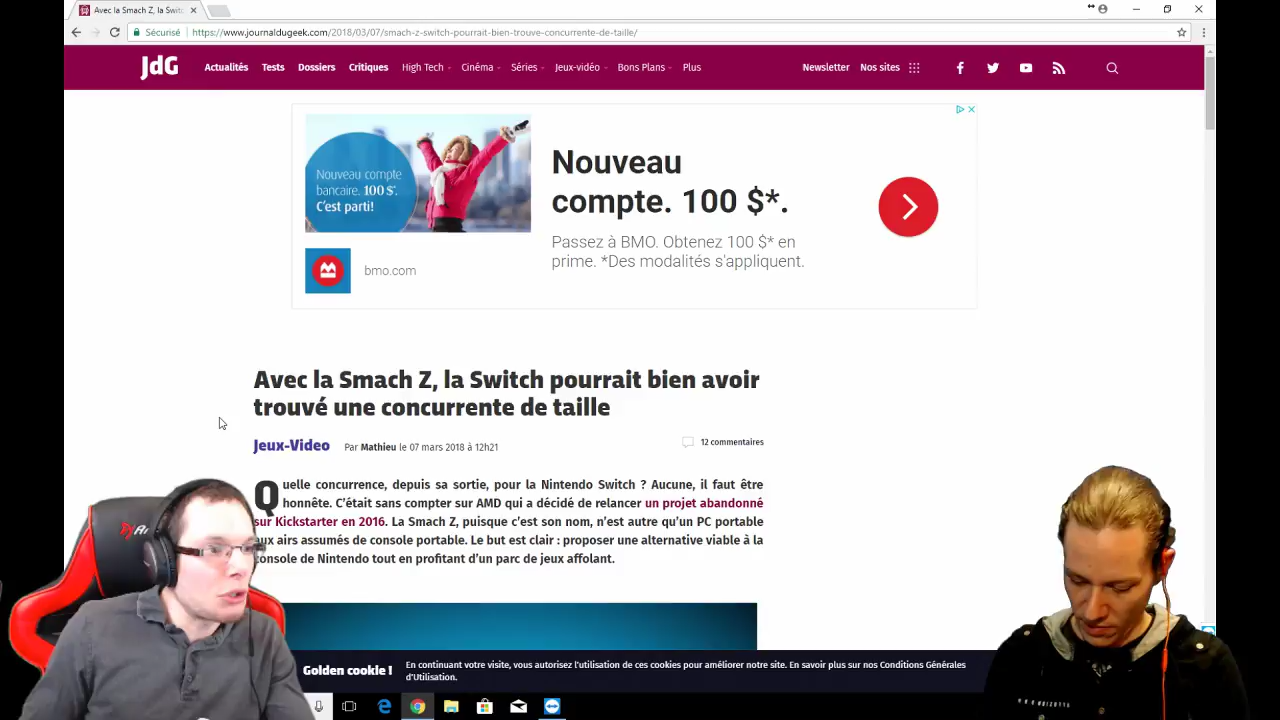 Avec la Smach Z, la Switc
Sécurisé
https://www.journaldugeek.com/2018/03/07/smach-z-switch-pourrait-bien-trouve-concurrente-de-taille/
JdG
Actualités Tests Dossiers Critiques High Tech Cinéma Séries Jeux-vidéo Bons Plans Plus
Newsletter Nos sites
Nouveau compte
bancaire. 100 $*.
C'est parti!
Nouveau
compte. 100 $*.
Passez à BMO. Obtenez 100 $* en
prime. *Des modalités s'appliquent.
bmo.com
Avec la Smach Z, la Switch pourrait bien avoir
trouvé une concurrente de taille
Jeux-Video Par Mathieu le 07 mars 2018 à 12h21
12 commentaires
Quelle concurrence, depuis sa sortie, pour la Nintendo Switch ? Aucune, il faut être
honnête. C'était sans compter sur AMD qui a décidé de relancer un projet abandonné
sur Kickstarter en 2016. La Smach Z, puisque c'est son nom, n'est autre qu'un PC portable
aux airs assumés de console portable. Le but est clair : proposer une alternative viable à la
console de Nintendo tout en profitant d'un parc de jeux affolant.
Golden cookie !
En continuant votre visite, vous autorisez l'utilisation de ces cookies pour améliorer notre site. En savoir plus sur nos Conditions Générales
d'Utilisation.